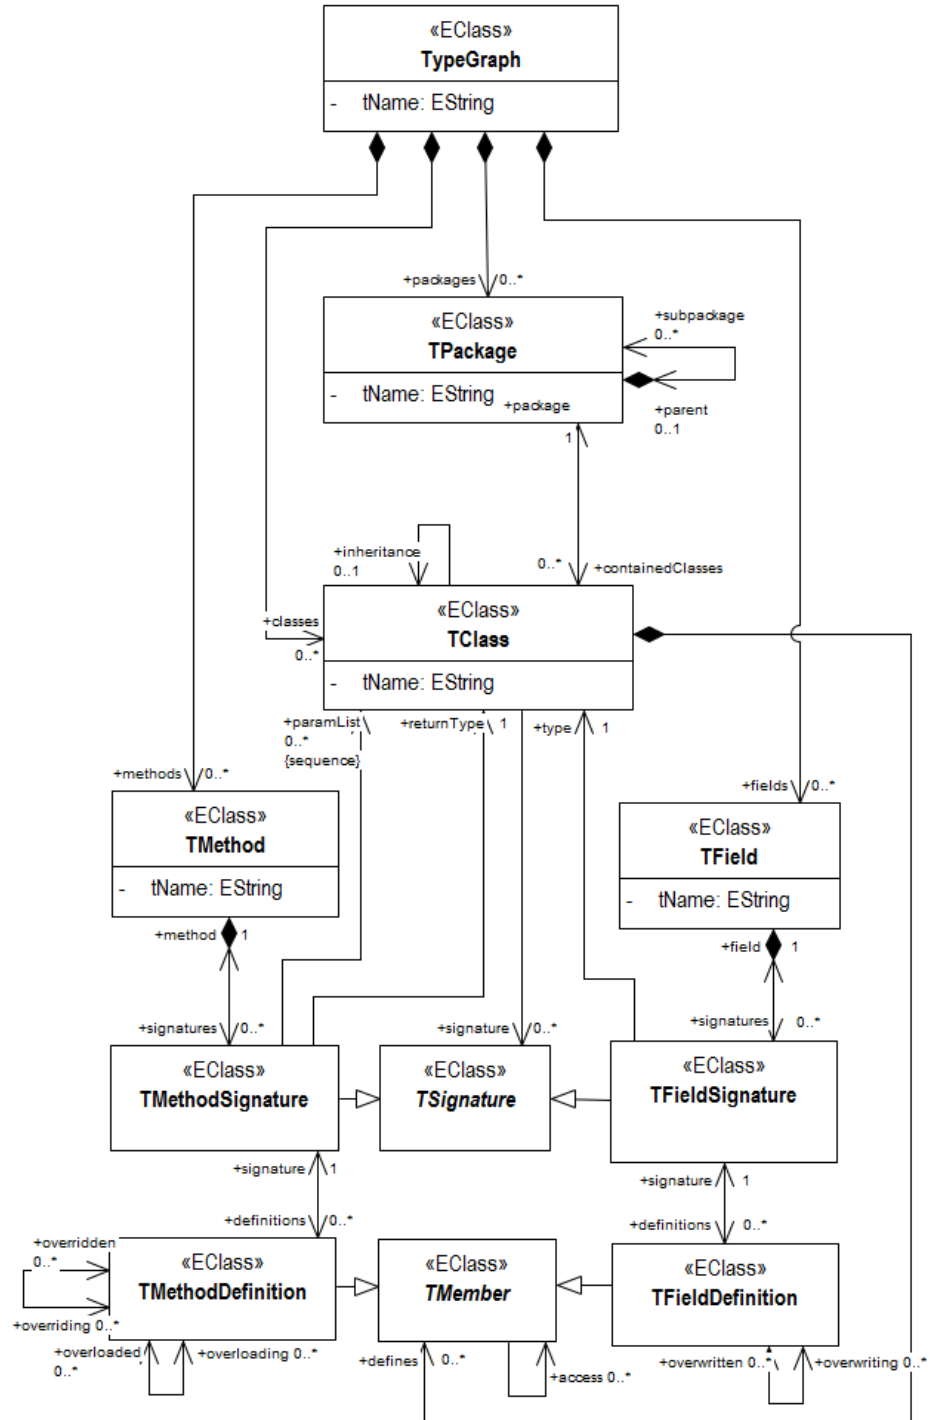 «EClass»
TypeGraph
- tName: EString
+packages 0..*
«EClass»
TPackage
- tName: EString
+subpackage
0..*
+parent
0..1
+package
1
+inheritance
0..1
0..* +containedClasses
+classes
0..*
«EClass»
TClass
- tName: EString
+paramList
0..*
{sequence}
+returnType 1
+type 1
+methods 0..*
+fields 0..*
«EClass»
TMethod
- tName: EString
«EClass»
TField
- tName: EString
+method 1
+field 1
+signatures 0..*
+signature 0..*
+signatures 0..*
«EClass»
TMethodSignature
«EClass»
TSignature
«EClass»
TFieldSignature
+signature 1
+signature 1
+definitions 0..*
+definitions 0..*
+overridden
0..*
+overriding 0..*
«EClass»
TMethodDefinition
«EClass»
TMember
«EClass»
TFieldDefinition
+overloaded
0..*
+overloading 0..*
+defines 0..*
+access 0..*
+overwritten 0..*
+overwriting 0..*